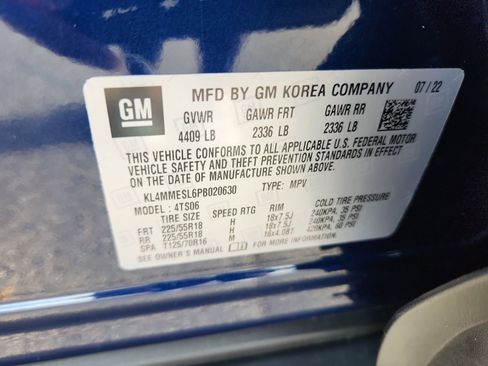 GM
MFD BY GM KOREA COMPANY 07/22
GVWR GAWR FRT GAWR RR
4409 LB 2336 LB 2336 LB
THIS VEHICLE CONFORMS TO ALL APPLICABLE U.S. FEDERAL MOTOR
VEHICLE SAFETY AND THEFT PREVENTION STANDARDS IN EFFECT
ON THE DATE OF MANUFACTURE SHOWN ABOVE.
KL4MMESL6PB020630 TYPE: MPV
MODEL: 4TS06
TIRE SIZE SPEED RTG RIM COLD TIRE PRESSURE
FRT 225/55R18 H 18x7.5J 240KPA, 35 PSI
RR 225/55R18 H 18x7.5J 240KPA, 35 PSI
SPA T125/70R16 M 16x4.0BT 420KPA, 60 PSI
SEE OWNER'S MANUAL FOR MORE INFORMATION.